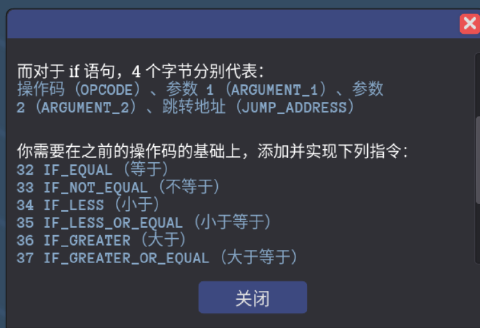 而对于 if 语句，4 个字节分别代表：
操作码（OPCODE）、参数 1（ARGUMENT_1）、参数
2（ARGUMENT_2）、跳转地址（JUMP_ADDRESS）
你需要在之前的操作码的基础上，添加并实现下列指令：
32 IF_EQUAL（等于）
33 IF_NOT_EQUAL（不等于）
34 IF_LESS（小于）
35 IF_LESS_OR_EQUAL（小于等于）
36 IF_GREATER（大于）
37 IF_GREATER_OR_EQUAL（大于等于）
关闭